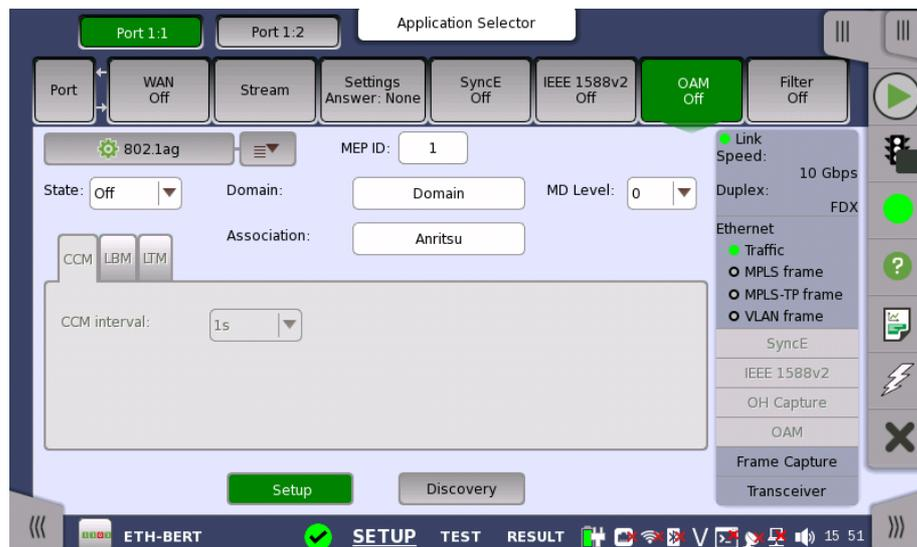 Application Selector
Port 1:1
Port 1:2
Port
WAN
Off
Stream
Settings
Answer: None
SyncE
Off
IEEE 1588v2
Off
OAM
Off
Filter
Off
802.1ag
MEP ID:
1
State:
Off
Domain:
Domain
MD Level:
0
Association:
Anritsu
CCM
LBM
LTM
CCM interval:
1s
Setup
Discovery
Link
Speed:
10 Gbps
Duplex:
FDX
Ethernet
Traffic
MPLS frame
MPLS-TP frame
VLAN frame
SyncE
IEEE 1588v2
OH Capture
OAM
Frame Capture
Transceiver
ETH-BERT
SETUP
TEST
RESULT
V
15 51